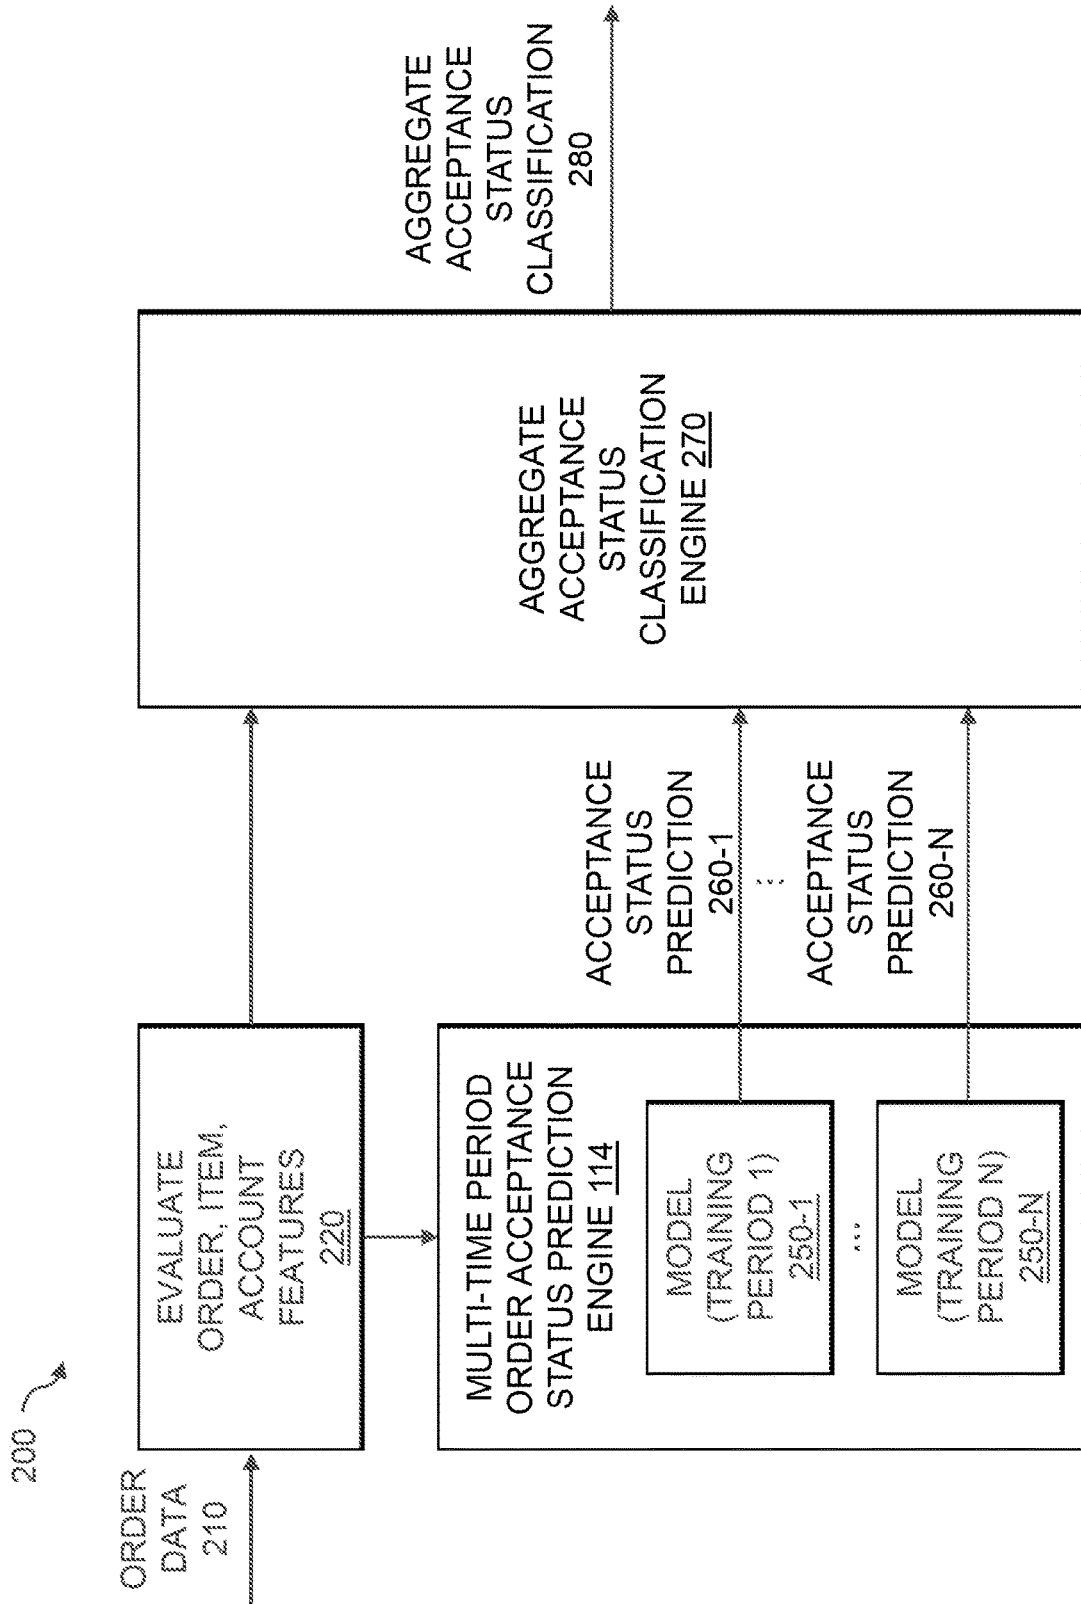 200
ORDER
DATA
210
EVALUATE
ORDER, ITEM,
ACCOUNT
FEATURES
220
MULTI-TIME PERIOD
ORDER ACCEPTANCE
STATUS PREDICTION
ENGINE 114
MODEL
(TRAINING
PERIOD 1)
250-1
...
MODEL
(TRAINING
PERIOD N)
250-N
ACCEPTANCE
STATUS
PREDICTION
260-1
...
ACCEPTANCE
STATUS
PREDICTION
260-N
AGGREGATE
ACCEPTANCE
STATUS
CLASSIFICATION
ENGINE 270
AGGREGATE
ACCEPTANCE
STATUS
CLASSIFICATION
280